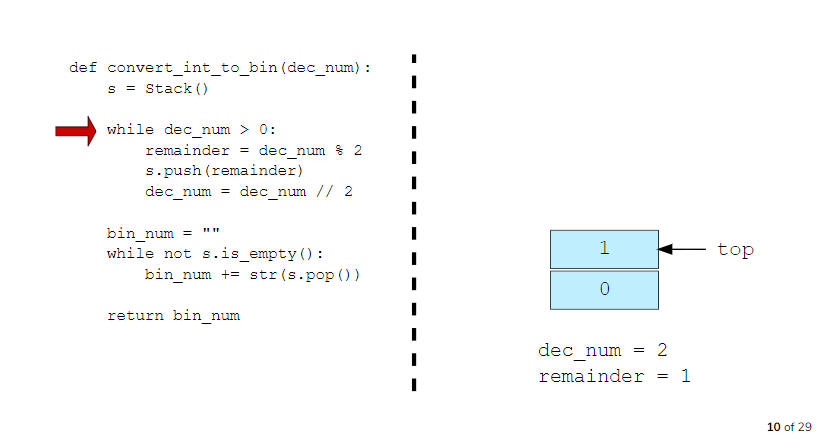 def convert_int_to_bin(dec_num):
    s = Stack()

    while dec_num > 0:
        remainder = dec_num % 2
        s.push(remainder)
        dec_num = dec_num // 2

    bin_num = ""
    while not s.is_empty():
        bin_num += str(s.pop())

    return bin_num

1
top
0
dec_num = 2
remainder = 1
10 of 29